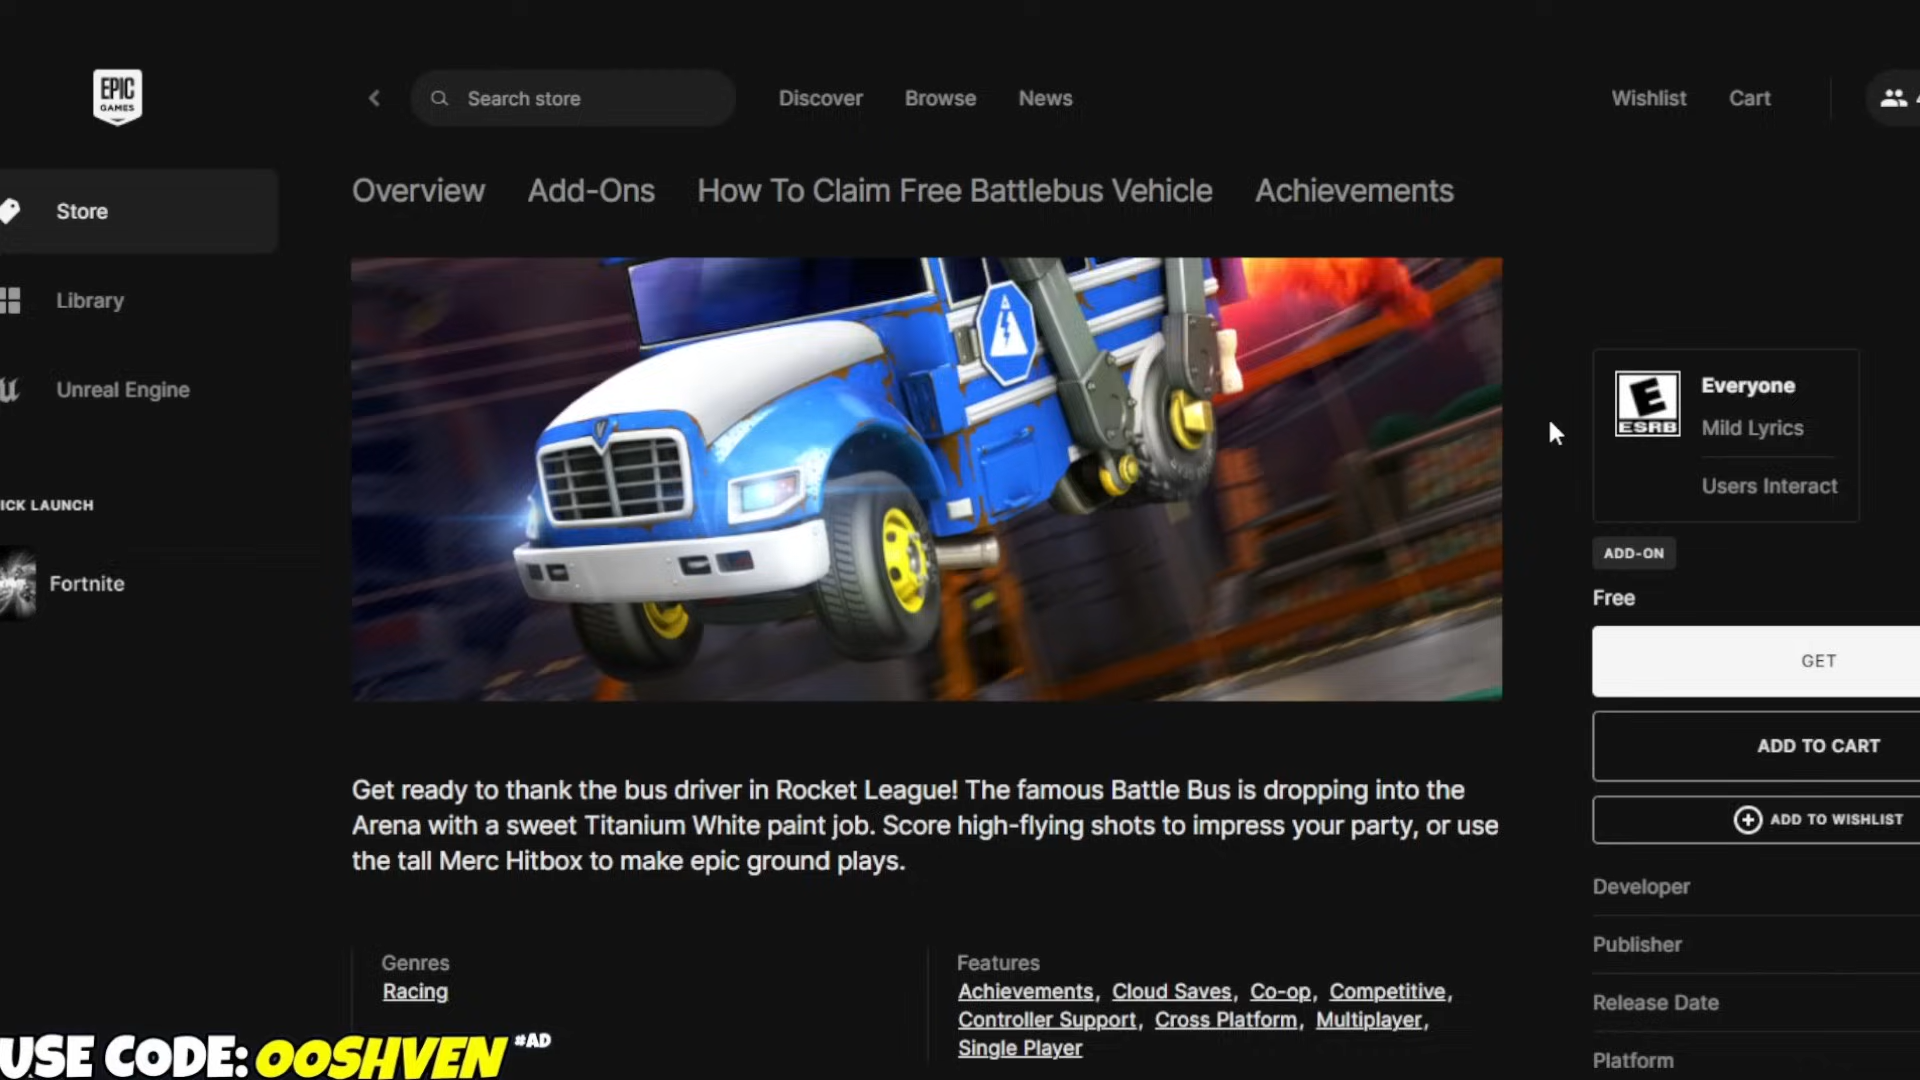 EPIC GAMES
Search store
Discover
Browse
News
Wishlist
Cart
Overview
Add-Ons
How To Claim Free Battlebus Vehicle
Achievements
Store
Library
Unreal Engine
ICK LAUNCH
Fortnite
E
ESRB
Everyone
Mild Lyrics
Users Interact
ADD-ON
Free
GET
ADD TO CART
ADD TO WISHLIST
Developer
Publisher
Release Date
Platform
Get ready to thank the bus driver in Rocket League! The famous Battle Bus is dropping into the
Arena with a sweet Titanium White paint job. Score high-flying shots to impress your party, or use
the tall Merc Hitbox to make epic ground plays.
Genres
Racing
Features
Achievements, Cloud Saves, Co-op, Competitive,
Controller Support, Cross Platform, Multiplayer,
Single Player
USE CODE: OOSHVEN #AD